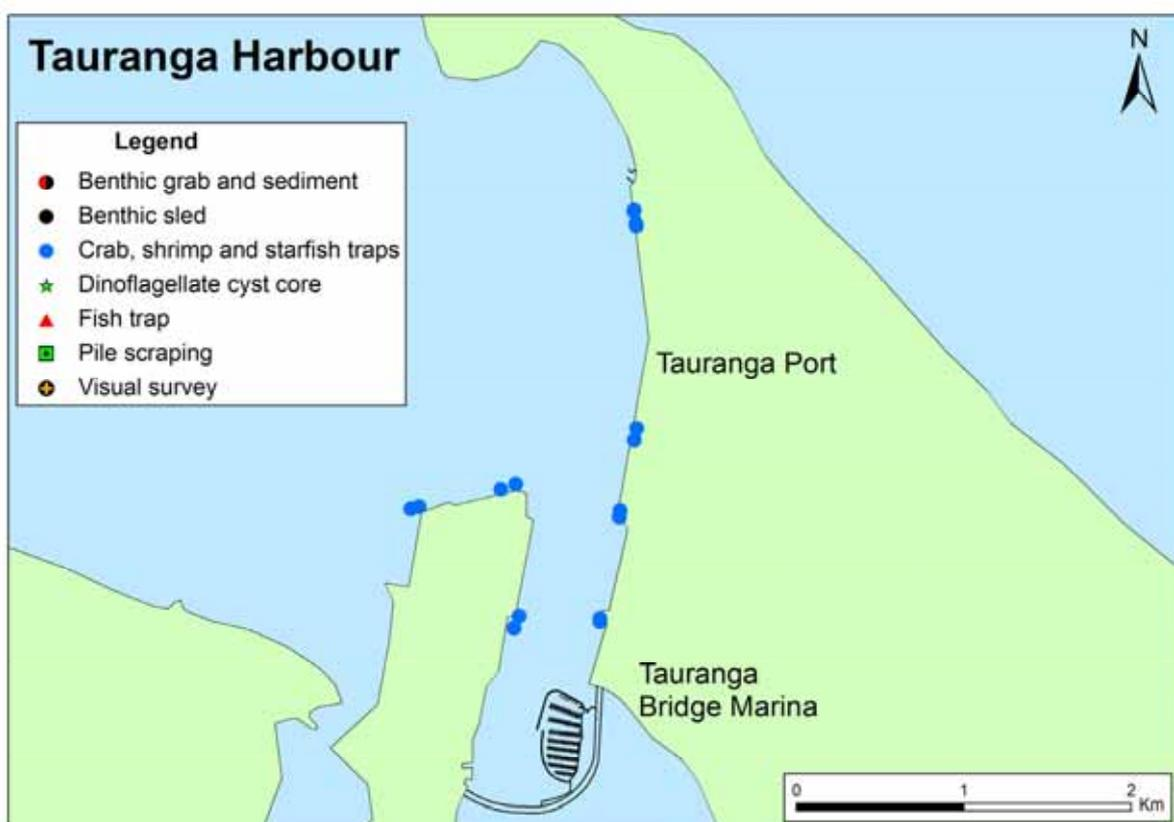 Tauranga Harbour
N
Legend
Benthic grab and sediment
Benthic sled
Crab, shrimp and starfish traps
Dinoflagellate cyst core
Fish trap
Pile scraping
Visual survey
Tauranga Port
Tauranga
Bridge Marina
0 1 2
Km